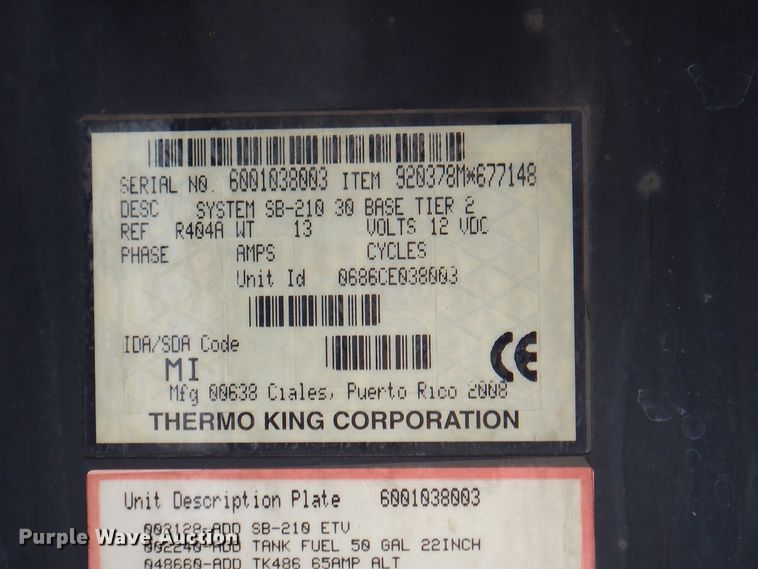 SERIAL NO. 6001038003 ITEM 920378M*677148
DESC SYSTEM SB-210 30 BASE TIER 2
REF R404A WT 13 VOLTS 12 VDC
PHASE AMPS CYCLES
Unit Id 0686CE038003
IDA/SDA Code
MI
CE
Mfg 00638 Ciales, Puerto Rico 2008
THERMO KING CORPORATION
Unit Description Plate 6001038003
003128-ADD SB-210 ETV
Purple Wave Auction
002240-ADD TANK FUEL 50 GAL 22INCH
048660-ADD TK486 65AMP ALT